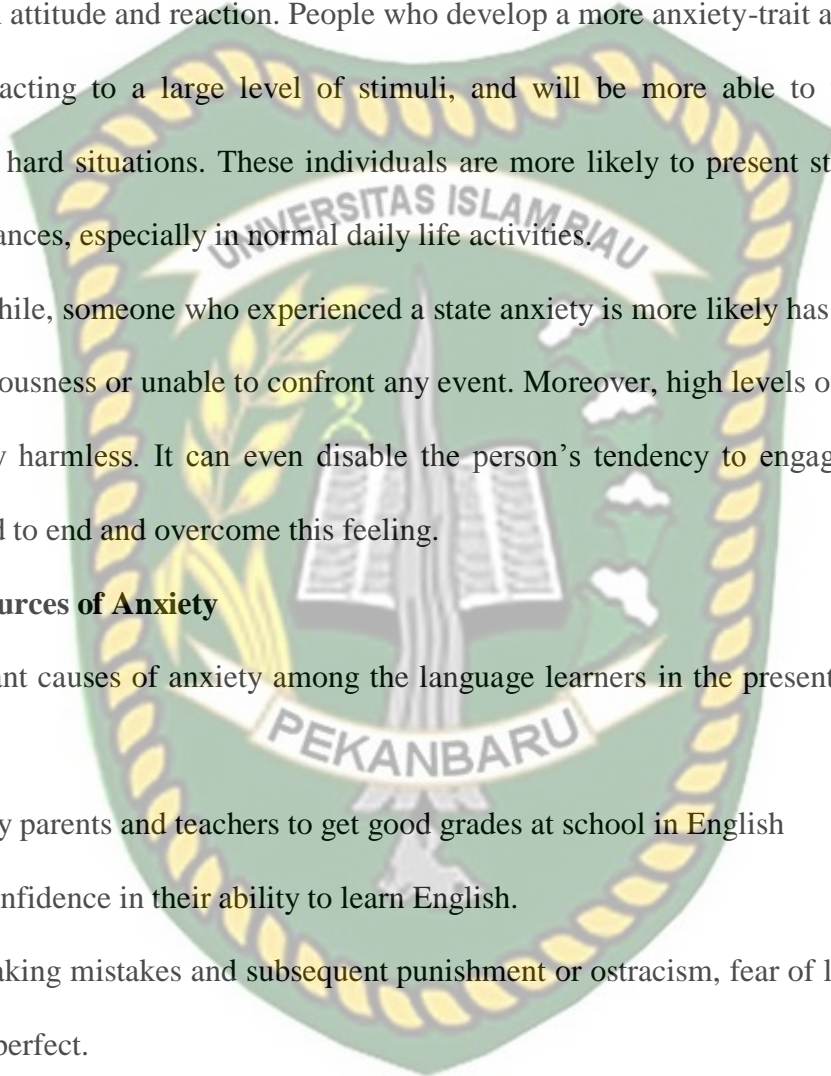 attitude and reaction. People who develop a more anxiety-trait a
acting to a large level of stimuli, and will be more able to
hard situations. These individuals are more likely to present st
UNIVERSITAS ISLAM RIAU
ances, especially in normal daily life activities.
hile, someone who experienced a state anxiety is more likely has
ousness or unable to confront any event. Moreover, high levels o
y harmless. It can even disable the person’s tendency to engag
d to end and overcome this feeling.
urces of Anxiety
ant causes of anxiety among the language learners in the present
PEKANBARU
y parents and teachers to get good grades at school in English
nfidence in their ability to learn English.
aking mistakes and subsequent punishment or ostracism, fear of l
perfect.